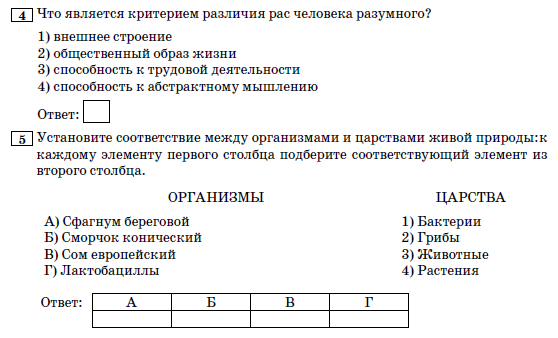 4 Что является критерием различия рас человека разумного?
1) внешнее строение
2) общественный образ жизни
3) способность к трудовой деятельности
4) способность к абстрактному мышлению
Ответ:
5 Установите соответствие между организмами и царствами живой природы:к
каждому элементу первого столбца подберите соответствующий элемент из
второго столбца.
ОРГАНИЗМЫ ЦАРСТВА
А) Сфагнум береговой 1) Бактерии
Б) Сморчок конический 2) Грибы
В) Сом европейский 3) Животные
Г) Лактобациллы 4) Растения
Ответ: А Б В Г